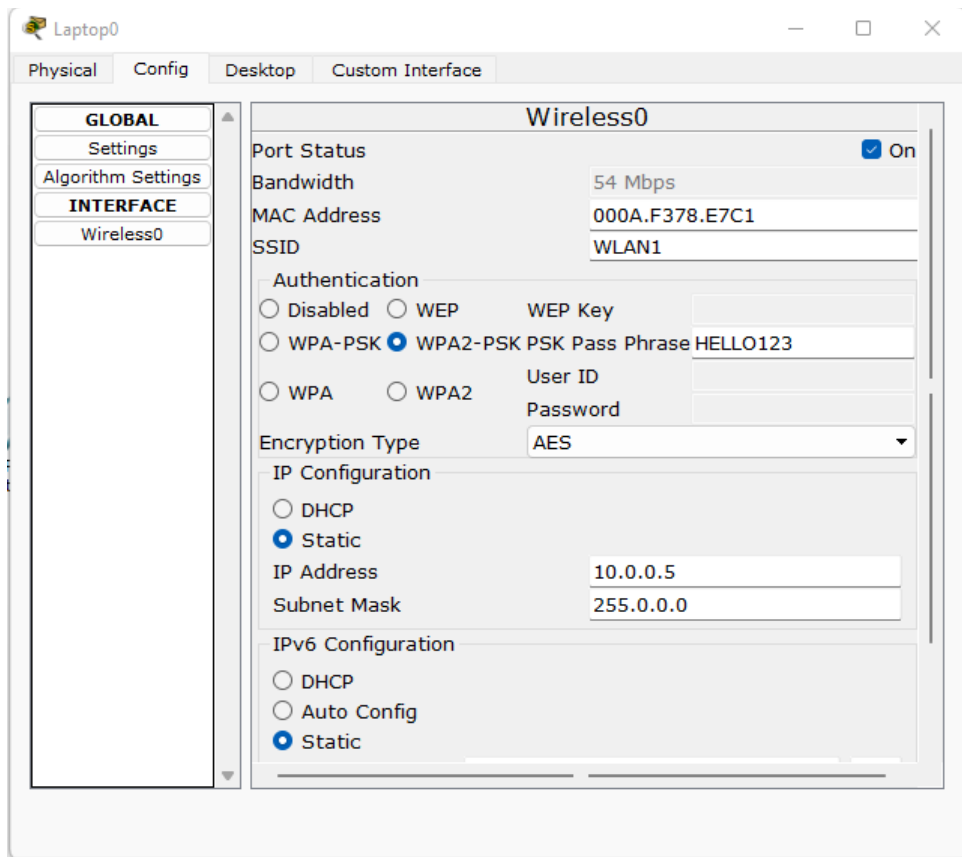 Laptop0
Physical Config Desktop Custom Interface
GLOBAL
Settings
Algorithm Settings
INTERFACE
Wireless0
Wireless0
Port Status On
Bandwidth 54 Mbps
MAC Address 000A.F378.E7C1
SSID WLAN1
Authentication
Disabled WEP WEP Key
WPA-PSK WPA2-PSK PSK Pass Phrase HELLO123
User ID
WPA WPA2
Password
Encryption Type AES
IP Configuration
DHCP
Static
IP Address 10.0.0.5
Subnet Mask 255.0.0.0
IPv6 Configuration
DHCP
Auto Config
Static